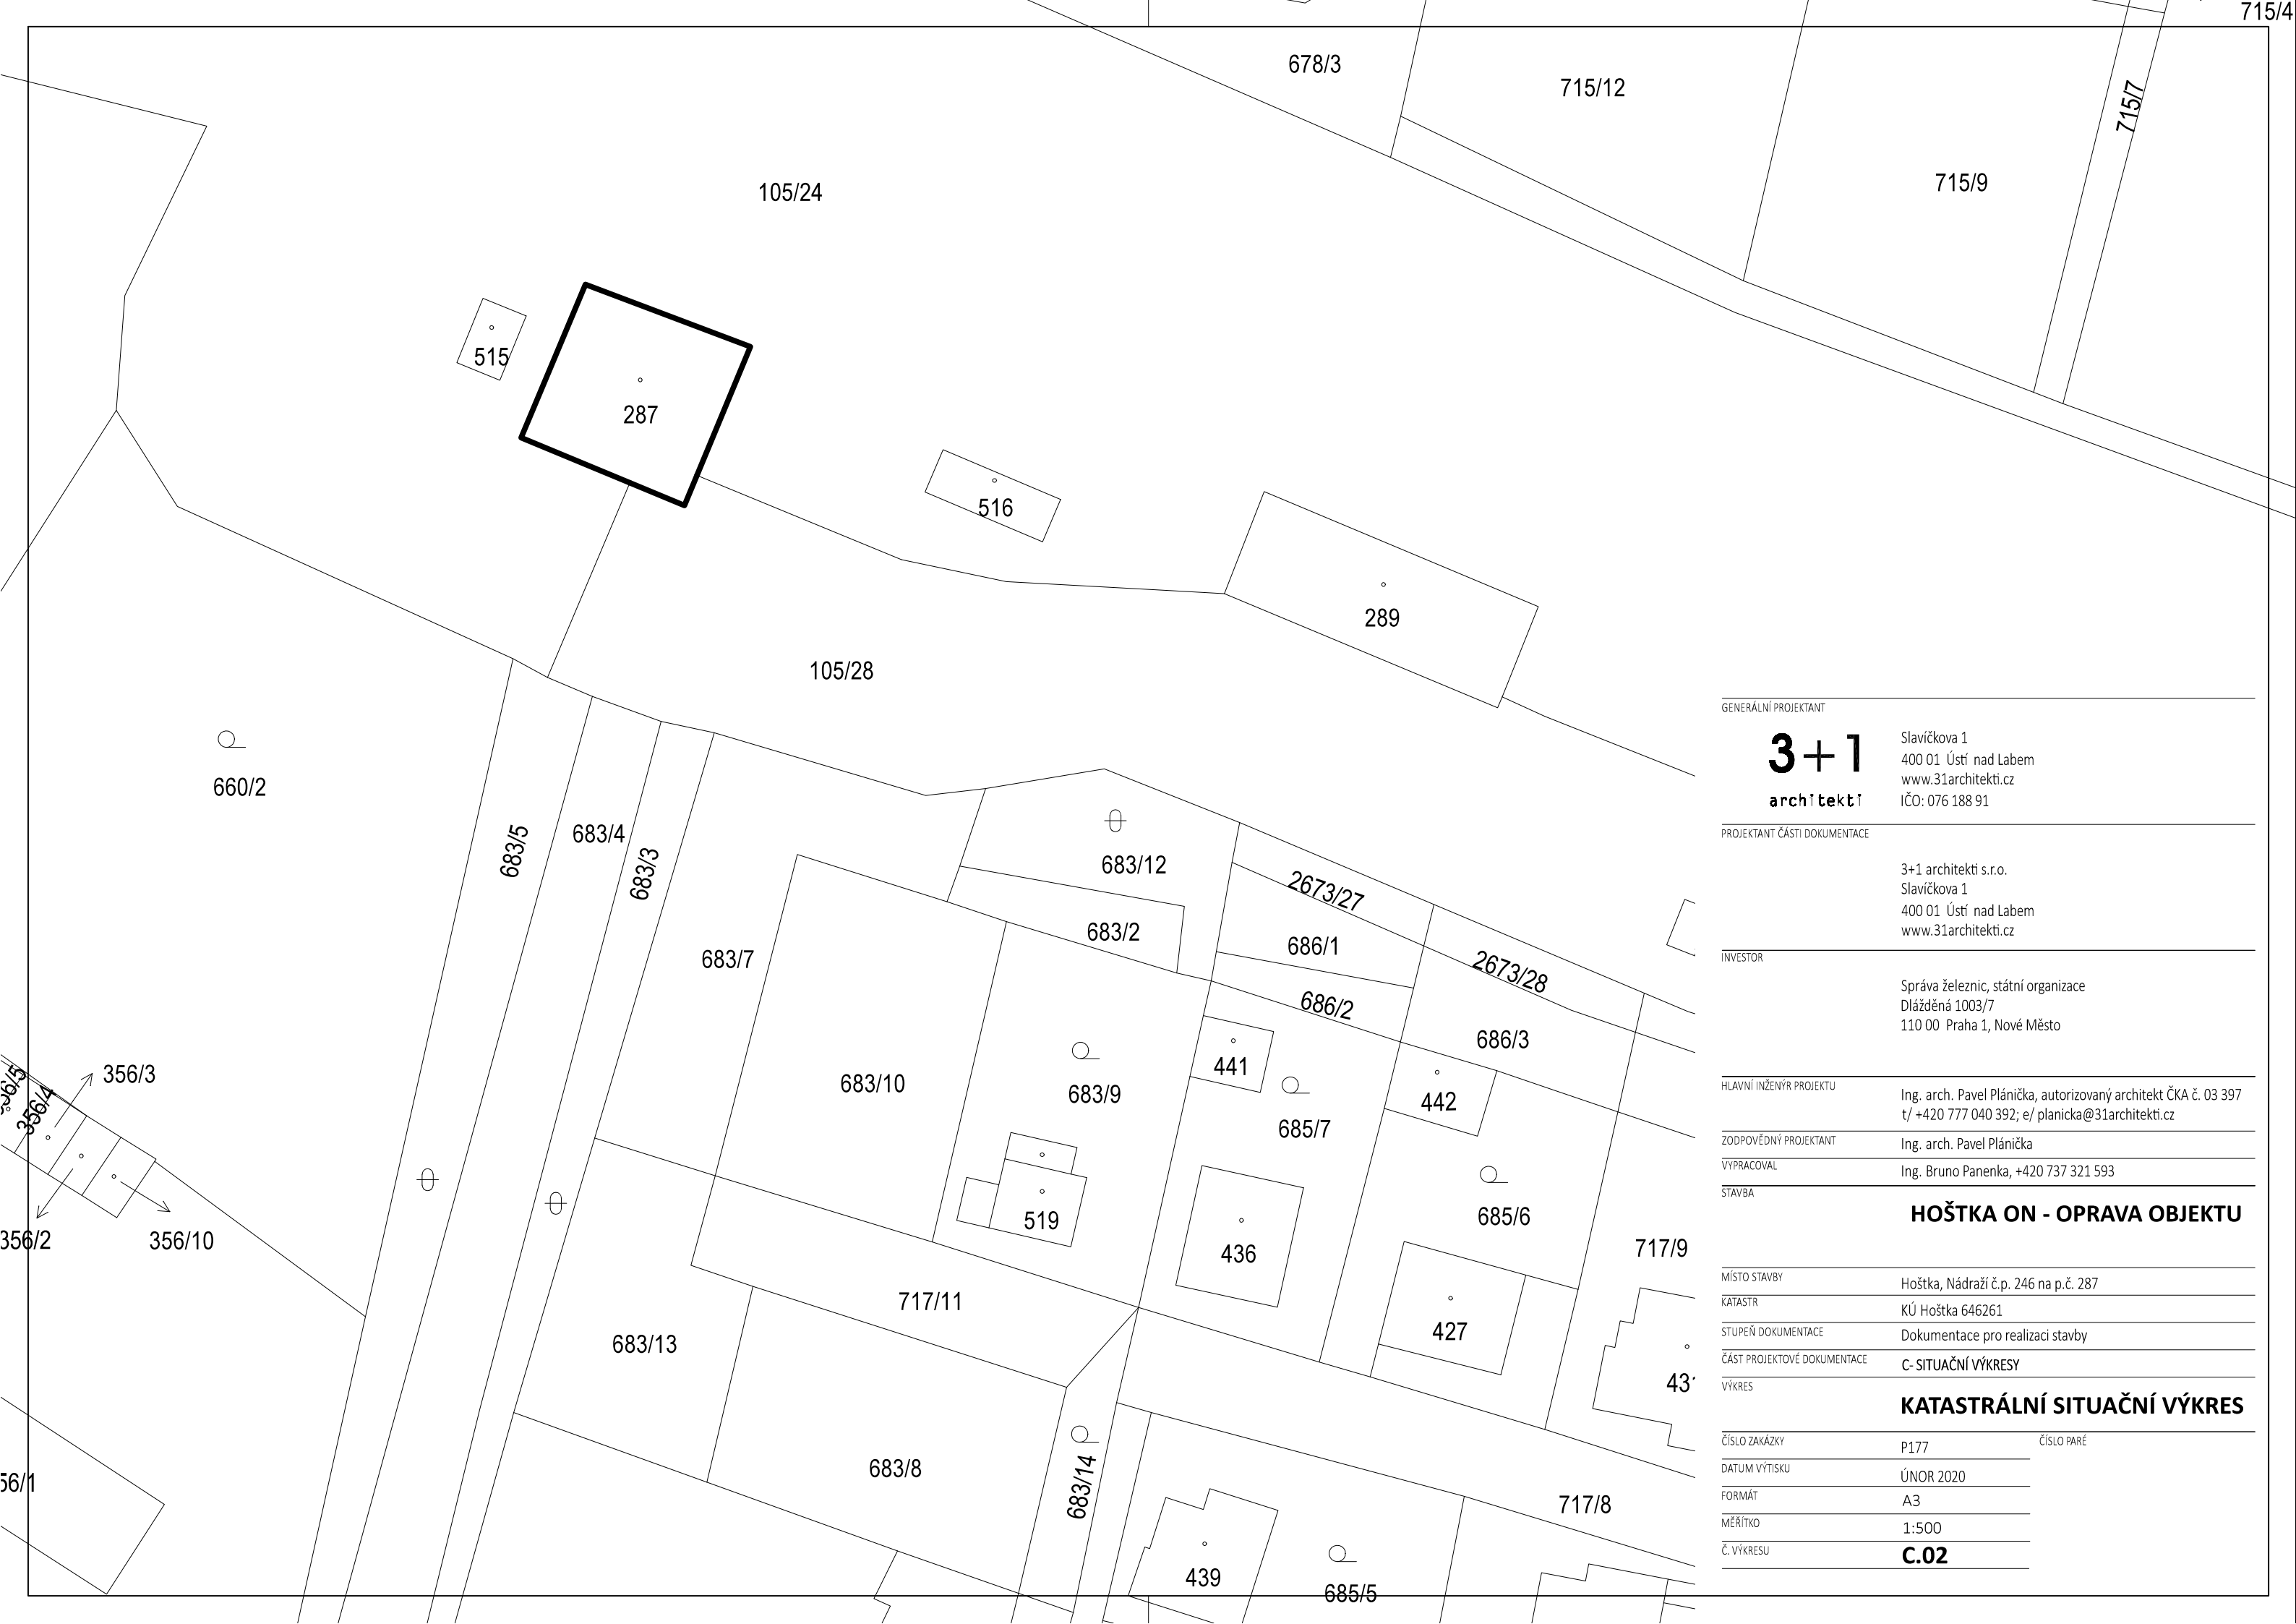 715/4
678/3
715/12
715/7
715/9
105/24
515
287
516
289
105/28
660/2
683/5
683/4
683/3
683/12
683/2
2673/27
686/1
2673/28
686/2
686/3
683/7
683/10
683/9
441
685/7
442
685/6
519
436
427
717/9
356/3
356/4
356/2
356/10
717/11
683/13
683/8
683/14
717/8
439
685/5
GENERÁLNÍ PROJEKTANT
3+1
architekti
Slavíčkova 1
400 01 Ústí nad Labem
www.31architekti.cz
IČO: 076 188 91
PROJEKTANT ČÁSTI DOKUMENTACE
3+1 architekti s.r.o.
Slavíčkova 1
400 01 Ústí nad Labem
www.31architekti.cz
INVESTOR
Správa železnic, státní organizace
Dlážděná 1003/7
110 00 Praha 1, Nové Město
HLAVNÍ INŽENÝR PROJEKTU
Ing. arch. Pavel Plánička, autorizovaný architekt ČKA č. 03 397
t/ +420 777 040 392; e/ planicka@31architekti.cz
ZODPOVĚDNÝ PROJEKTANT Ing. arch. Pavel Plánička
VYPRACOVAL Ing. Bruno Panenka, +420 737 321 593
STAVBA
HOŠTKA ON - OPRAVA OBJEKTU
MÍSTO STAVBY Hoštka, Nádraží č.p. 246 na p.č. 287
KATASTR KÚ Hoštka 646261
STUPEŇ DOKUMENTACE Dokumentace pro realizaci stavby
ČÁST PROJEKTOVÉ DOKUMENTACE C- SITUAČNÍ VÝKRESY
VÝKRES
KATASTRÁLNÍ SITUAČNÍ VÝKRES
ČÍSLO ZAKÁZKY P177 ČÍSLO PARÉ
DATUM VÝTISKU ÚNOR 2020
FORMÁT A3
MĚŘÍTKO 1:500
Č. VÝKRESU C.02